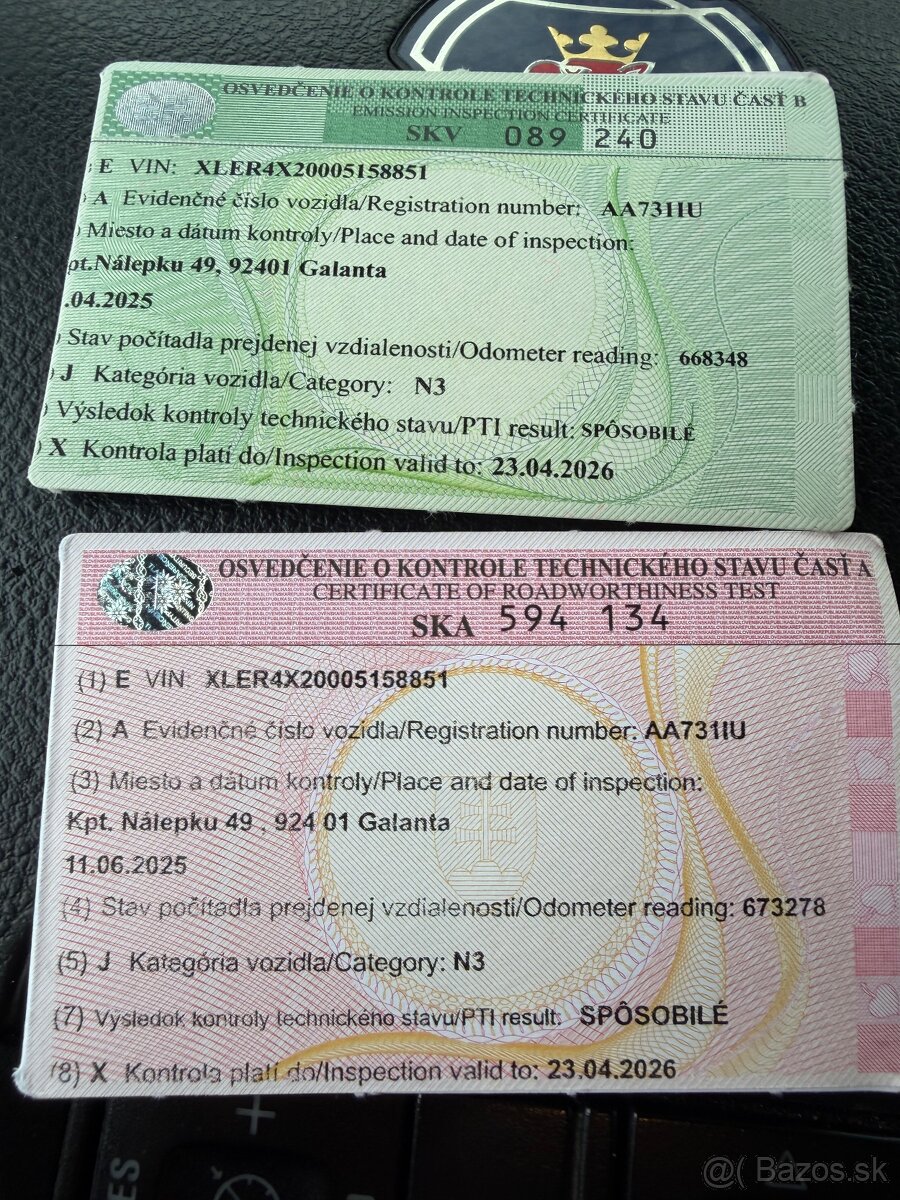 OSVEDČENIE O KONTROLE TECHNICKÉHO STAVU ČASŤ B
EMISSION INSPECTION CERTIFICATE
SKV 089 240
E VIN: XLER4X20005158851
) A Evidenčné číslo vozidla/Registration number: AA731IU
) Miesto a dátum kontroly/Place and date of inspection:
pt.Nálepku 49, 92401 Galanta
.04.2025
) Stav počítadla prejdenej vzdialenosti/Odometer reading: 668348
) J Kategória vozidla/Category: N3
) Výsledok kontroly technického stavu/PTI result: SPÔSOBILÉ
) X Kontrola platí do/Inspection valid to: 23.04.2026
OSVEDČENIE O KONTROLE TECHNICKÉHO STAVU ČASŤ A
CERTIFICATE OF ROADWORTHINESS TEST
SKA 594 134
(1) E VIN: XLER4X20005158851
(2) A Evidenčné číslo vozidla/Registration number: AA731IU
(3) Miesto a dátum kontroly/Place and date of inspection:
Kpt. Nálepku 49 , 924 01 Galanta
11.06.2025
(4) Stav počítadla prejdenej vzdialenosti/Odometer reading: 673278
(5) J Kategória vozidla/Category: N3
(7) Výsledok kontroly technického stavu/PTI result: SPÔSOBILÉ
(8) X Kontrola platí do/Inspection valid to: 23.04.2026
ES
+
@( Bazos.sk